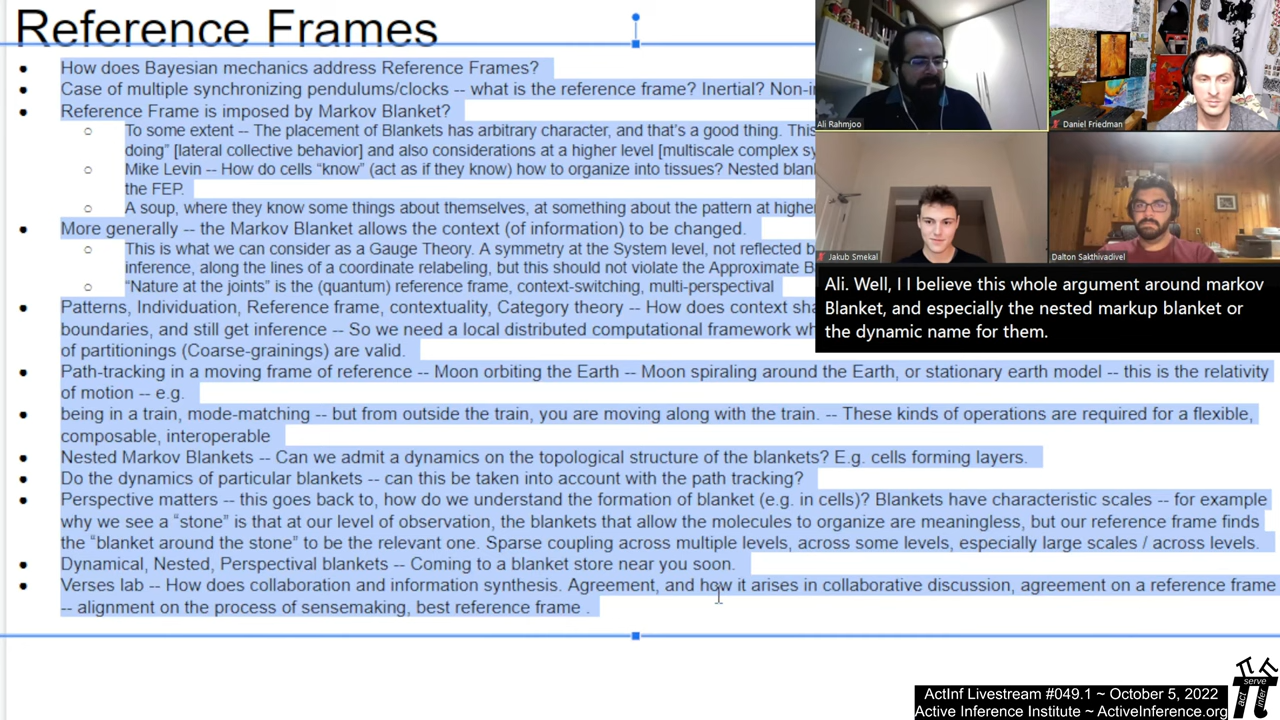 Reference Frames
● How does Bayesian mechanics address Reference Frames?
● Case of multiple synchronizing pendulums/clocks -- what is the reference frame? Inertial?
● Reference Frame is imposed by Markov Blanket?
○ To some extent -- The placement of Blankets has arbitrary character, and that's a good thing. This
doing” [lateral collective behavior] and also considerations at a higher level [multiscale complex
○ Mike Levin -- How do cells “know” (act as if they know) how to organize into tissues? Nested
the FEP.
○ A soup, where they know some things about themselves, at something about the pattern at
● More generally -- the Markov Blanket allows the context (of information) to be changed.
○ This is what we can consider as a Gauge Theory. A symmetry at the System level, not reflected
inference, along the lines of a coordinate relabeling, but this should not violate the Approximate
○ “Nature at the joints” is the (quantum) reference frame, context-switching, multi-perspectival
● Patterns, Individuation, Reference frame, contextuality, Category theory -- How does context
boundaries, and still get inference -- So we need a local distributed computational framework
of partitionings (Coarse-grainings) are valid.
● Path-tracking in a moving frame of reference -- Moon orbiting the Earth -- Moon spiraling around the Earth, or stationary earth model -- this is the relativity
of motion -- e.g.
● being in a train, mode-matching -- but from outside the train, you are moving along with the train. -- These kinds of operations are required for a flexible,
composable, interoperable
● Nested Markov Blankets -- Can we admit a dynamics on the topological structure of the blankets? E.g. cells forming layers.
● Do the dynamics of particular blankets -- can this be taken into account with the path tracking?
● Perspective matters -- this goes back to, how do we understand the formation of blanket (e.g. in cells)? Blankets have characteristic scales -- for example
why we see a “stone” is that at our level of observation, the blankets that allow the molecules to organize are meaningless, but our reference frame finds
the “blanket around the stone” to be the relevant one. Sparse coupling across multiple levels, across some levels, especially large scales / across levels.
● Dynamical, Nested, Perspectival blankets -- Coming to a blanket store near you soon.
● Verses lab -- How does collaboration and information synthesis. Agreement, and how it arises in collaborative discussion, agreement on a reference frame
-- alignment on the process of sensemaking, best reference frame .
Ali Rahmjoo
Daniel Friedman
Jakub Smekal
Dalton Sakthivadivel
Ali. Well, I I believe this whole argument around markov
Blanket, and especially the nested markup blanket or
the dynamic name for them.
ActInf Livestream #049.1 ~ October 5, 2022
Active Inference Institute ~ ActiveInference.org
serve
act
infer